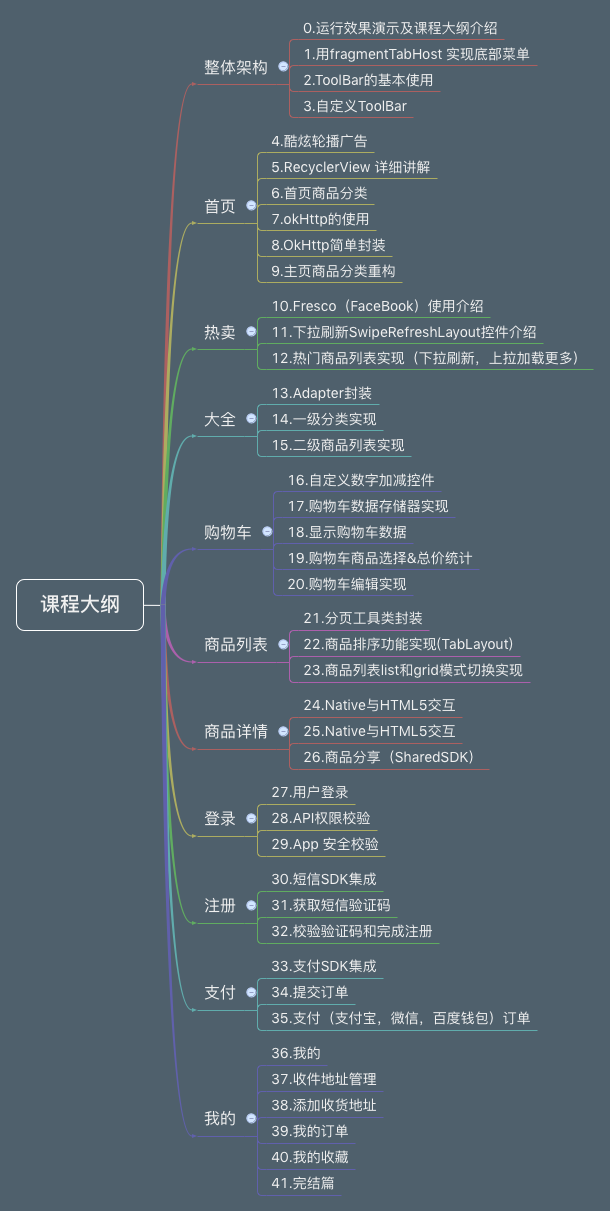 课程大纲
整体架构
0.运行效果演示及课程大纲介绍
1.用fragmentTabHost 实现底部菜单
2.ToolBar的基本使用
3.自定义ToolBar
首页
4.酷炫轮播广告
5.RecyclerView 详细讲解
6.首页商品分类
7.okHttp的使用
8.OkHttp简单封装
9.主页商品分类重构
热卖
10.Fresco（FaceBook）使用介绍
11.下拉刷新SwipeRefreshLayout控件介绍
12.热门商品列表实现（下拉刷新，上拉加载更多）
大全
13.Adapter封装
14.一级分类实现
15.二级商品列表实现
购物车
16.自定义数字加减控件
17.购物车数据存储器实现
18.显示购物车数据
19.购物车商品选择&总价统计
20.购物车编辑实现
商品列表
21.分页工具类封装
22.商品排序功能实现(TabLayout)
23.商品列表list和grid模式切换实现
商品详情
24.Native与HTML5交互
25.Native与HTML5交互
26.商品分享（SharedSDK）
登录
27.用户登录
28.API权限校验
29.App 安全校验
注册
30.短信SDK集成
31.获取短信验证码
32.校验验证码和完成注册
支付
33.支付SDK集成
34.提交订单
35.支付（支付宝，微信，百度钱包）订单
我的
36.我的
37.收件地址管理
38.添加收货地址
39.我的订单
40.我的收藏
41.完结篇